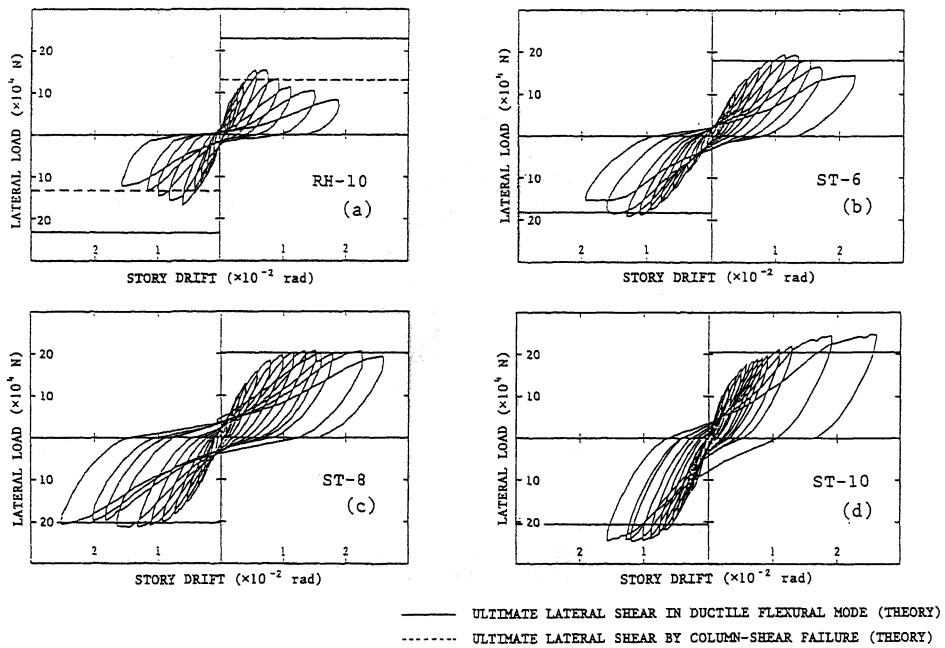 LATERAL LOAD (×10⁴ N)
20
10
10
20
RH-10
(a)
2
1
1
2
STORY DRIFT (×10⁻² rad)
LATERAL LOAD (×10⁴ N)
20
10
10
20
ST-6
(b)
2
1
1
2
STORY DRIFT (×10⁻² rad)
LATERAL LOAD (×10⁴ N)
20
10
10
20
ST-8
(c)
2
1
1
2
STORY DRIFT (×10⁻² rad)
LATERAL LOAD (×10⁴ N)
20
10
10
20
ST-10
(d)
2
1
1
2
STORY DRIFT (×10⁻² rad)
ULTIMATE LATERAL SHEAR IN DUCTILE FLEXURAL MODE (THEORY)
ULTIMATE LATERAL SHEAR BY COLUMN-SHEAR FAILURE (THEORY)